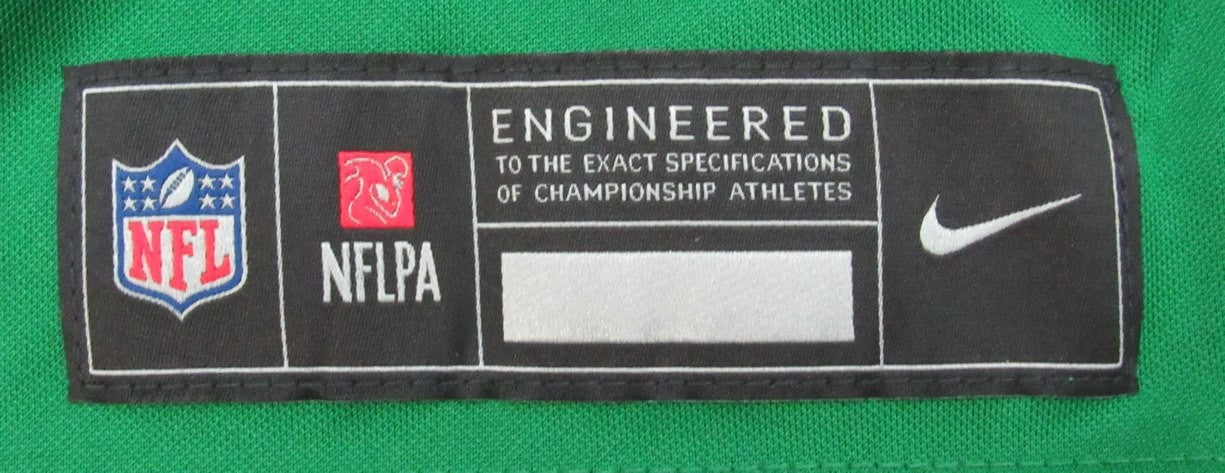 NFL
NFLPA
ENGINEERED
TO THE EXACT SPECIFICATIONS
OF CHAMPIONSHIP ATHLETES